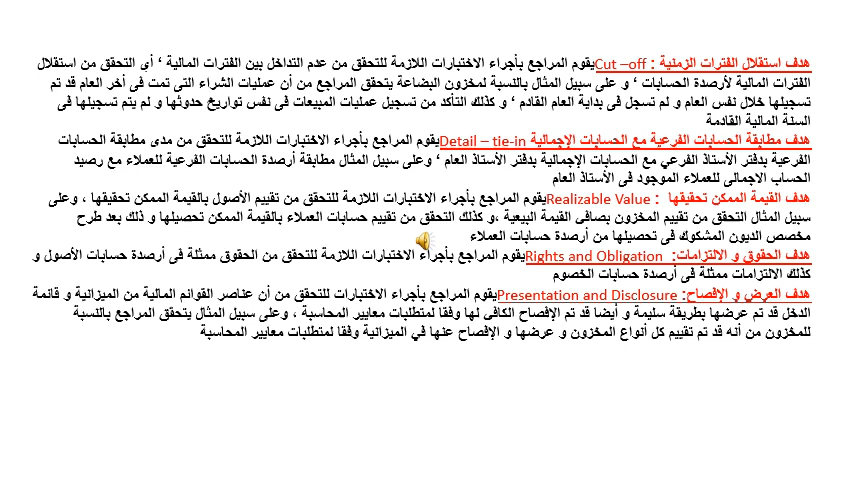 هدف استقلال الفترات الزمنية : Cut –offيقوم المراجع بأجراء الاختبارات اللازمة للتحقق من عدم التداخل بين الفترات المالية ‘ أي التحقق من استقلال
الفترات المالية لأرصدة الحسابات ‘ و على سبيل المثال بالنسبة لمخزون البضاعة يتحقق المراجع من أن عمليات الشراء التى تمت فى أخر العام قد تم
تسجيلها خلال نفس العام و لم تسجل فى بداية العام القادم ‘ و كذلك التأكد من تسجيل عمليات المبيعات فى نفس تواريخ حدوثها و لم يتم تسجيلها فى
السنة المالية القادمة
هدف مطابقة الحسابات الفرعية مع الحسابات الإجمالية Detail – tie-inيقوم المراجع بأجراء الاختبارات اللازمة للتحقق من مدى مطابقة الحسابات
الفرعية بدفتر الأستاذ الفرعي مع الحسابات الإجمالية بدفتر الأستاذ العام ‘ وعلى سبيل المثال مطابقة أرصدة الحسابات الفرعية للعملاء مع رصيد
الحساب الاجمالى للعملاء الموجود فى الأستاذ العام
هدف القيمة الممكن تحقيقها : Realizable Valueيقوم المراجع بأجراء الاختبارات اللازمة للتحقق من تقييم الأصول بالقيمة الممكن تحقيقها ، وعلى
سبيل المثال التحقق من تقييم المخزون بصافى القيمة البيعية ،و كذلك التحقق من تقييم حسابات العملاء بالقيمة الممكن تحصيلها و ذلك بعد طرح
مخصص الديون المشكوك فى تحصيلها من أرصدة حسابات العملاء
هدف الحقوق و الالتزامات: Rights and Obligationيقوم المراجع بأجراء الاختبارات اللازمة للتحقق من الحقوق ممثلة فى أرصدة حسابات الأصول و
كذلك الالتزامات ممثلة فى أرصدة حسابات الخصوم
هدف العرض و الإفصاح: Presentation and Disclosureيقوم المراجع بأجراء الاختبارات للتحقق من أن عناصر القوائم المالية من الميزانية و قائمة
الدخل قد تم عرضها بطريقة سليمة و أيضا قد تم الإفصاح الكافى لها وفقا لمتطلبات معايير المحاسبة ، وعلى سبيل المثال يتحقق المراجع بالنسبة
للمخزون من أنه قد تم تقييم كل أنواع المخزون و عرضها و الإفصاح عنها في الميزانية وفقا لمتطلبات معايير المحاسبة